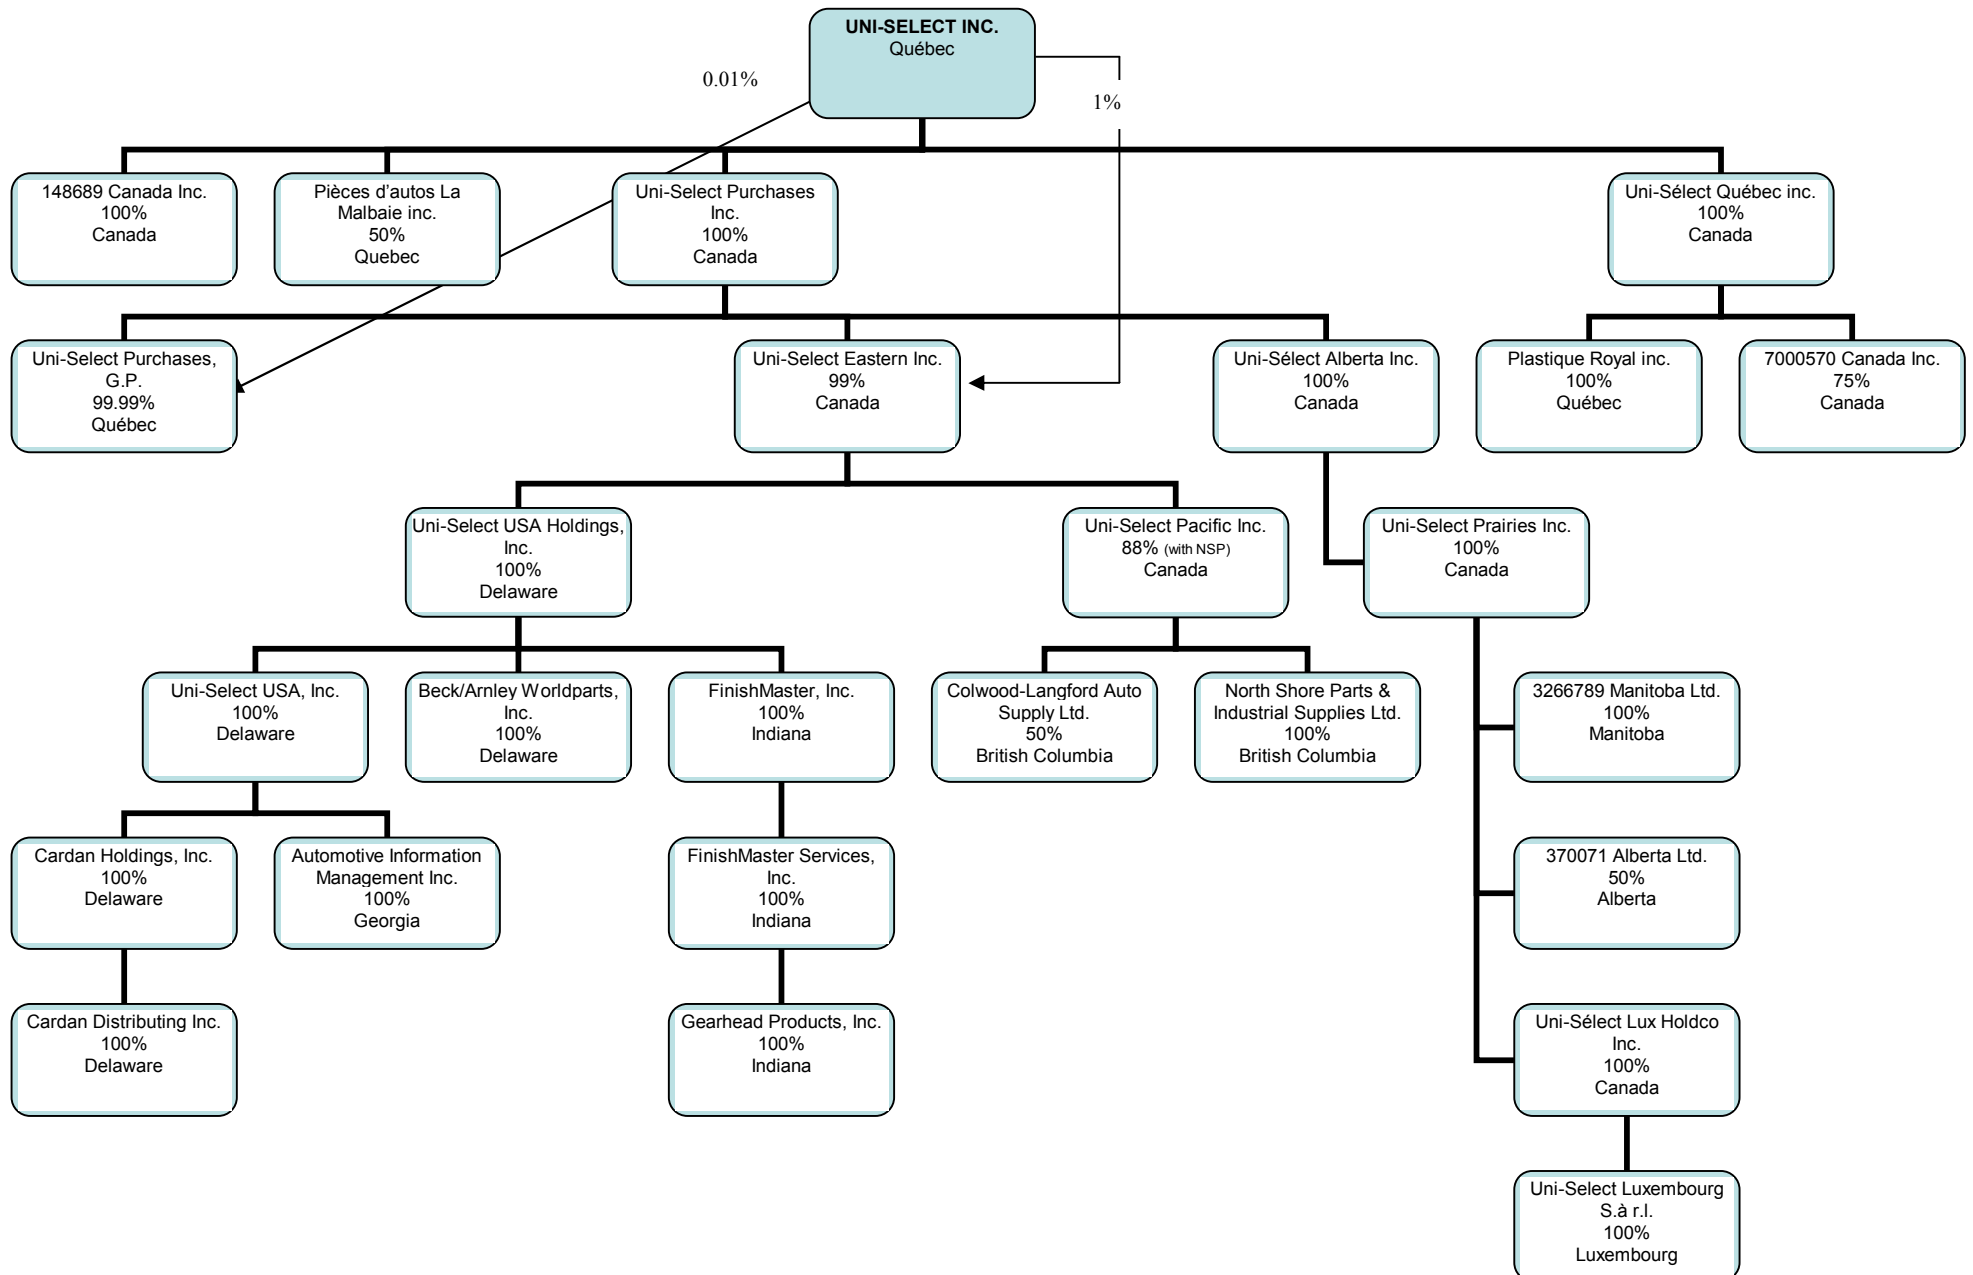 UNI-SELECT INC.
Québec
0.01%
1%
148689 Canada Inc.
100%
Canada
Pièces d'autos La
Malbaie inc.
50%
Quebec
Uni-Select Purchases
Inc.
100%
Canada
Uni-Sélect Québec inc.
100%
Canada
Uni-Select Purchases,
G.P.
99.99%
Québec
Uni-Select Eastern Inc.
99%
Canada
Uni-Sélect Alberta Inc.
100%
Canada
Plastique Royal inc.
100%
Québec
7000570 Canada Inc.
75%
Canada
Uni-Select USA Holdings,
Inc.
100%
Delaware
Uni-Select Pacific Inc.
88% (with NSP)
Canada
Uni-Select Prairies Inc.
100%
Canada
Uni-Select USA, Inc.
100%
Delaware
Beck/Arnley Worldparts,
Inc.
100%
Delaware
FinishMaster, Inc.
100%
Indiana
Colwood-Langford Auto
Supply Ltd.
50%
British Columbia
North Shore Parts &
Industrial Supplies Ltd.
100%
British Columbia
3266789 Manitoba Ltd.
100%
Manitoba
Cardan Holdings, Inc.
100%
Delaware
Automotive Information
Management Inc.
100%
Georgia
FinishMaster Services,
Inc.
100%
Indiana
370071 Alberta Ltd.
50%
Alberta
Cardan Distributing Inc.
100%
Delaware
Gearhead Products, Inc.
100%
Indiana
Uni-Sélect Lux Holdco
Inc.
100%
Canada
Uni-Select Luxembourg
S.à r.l.
100%
Luxembourg